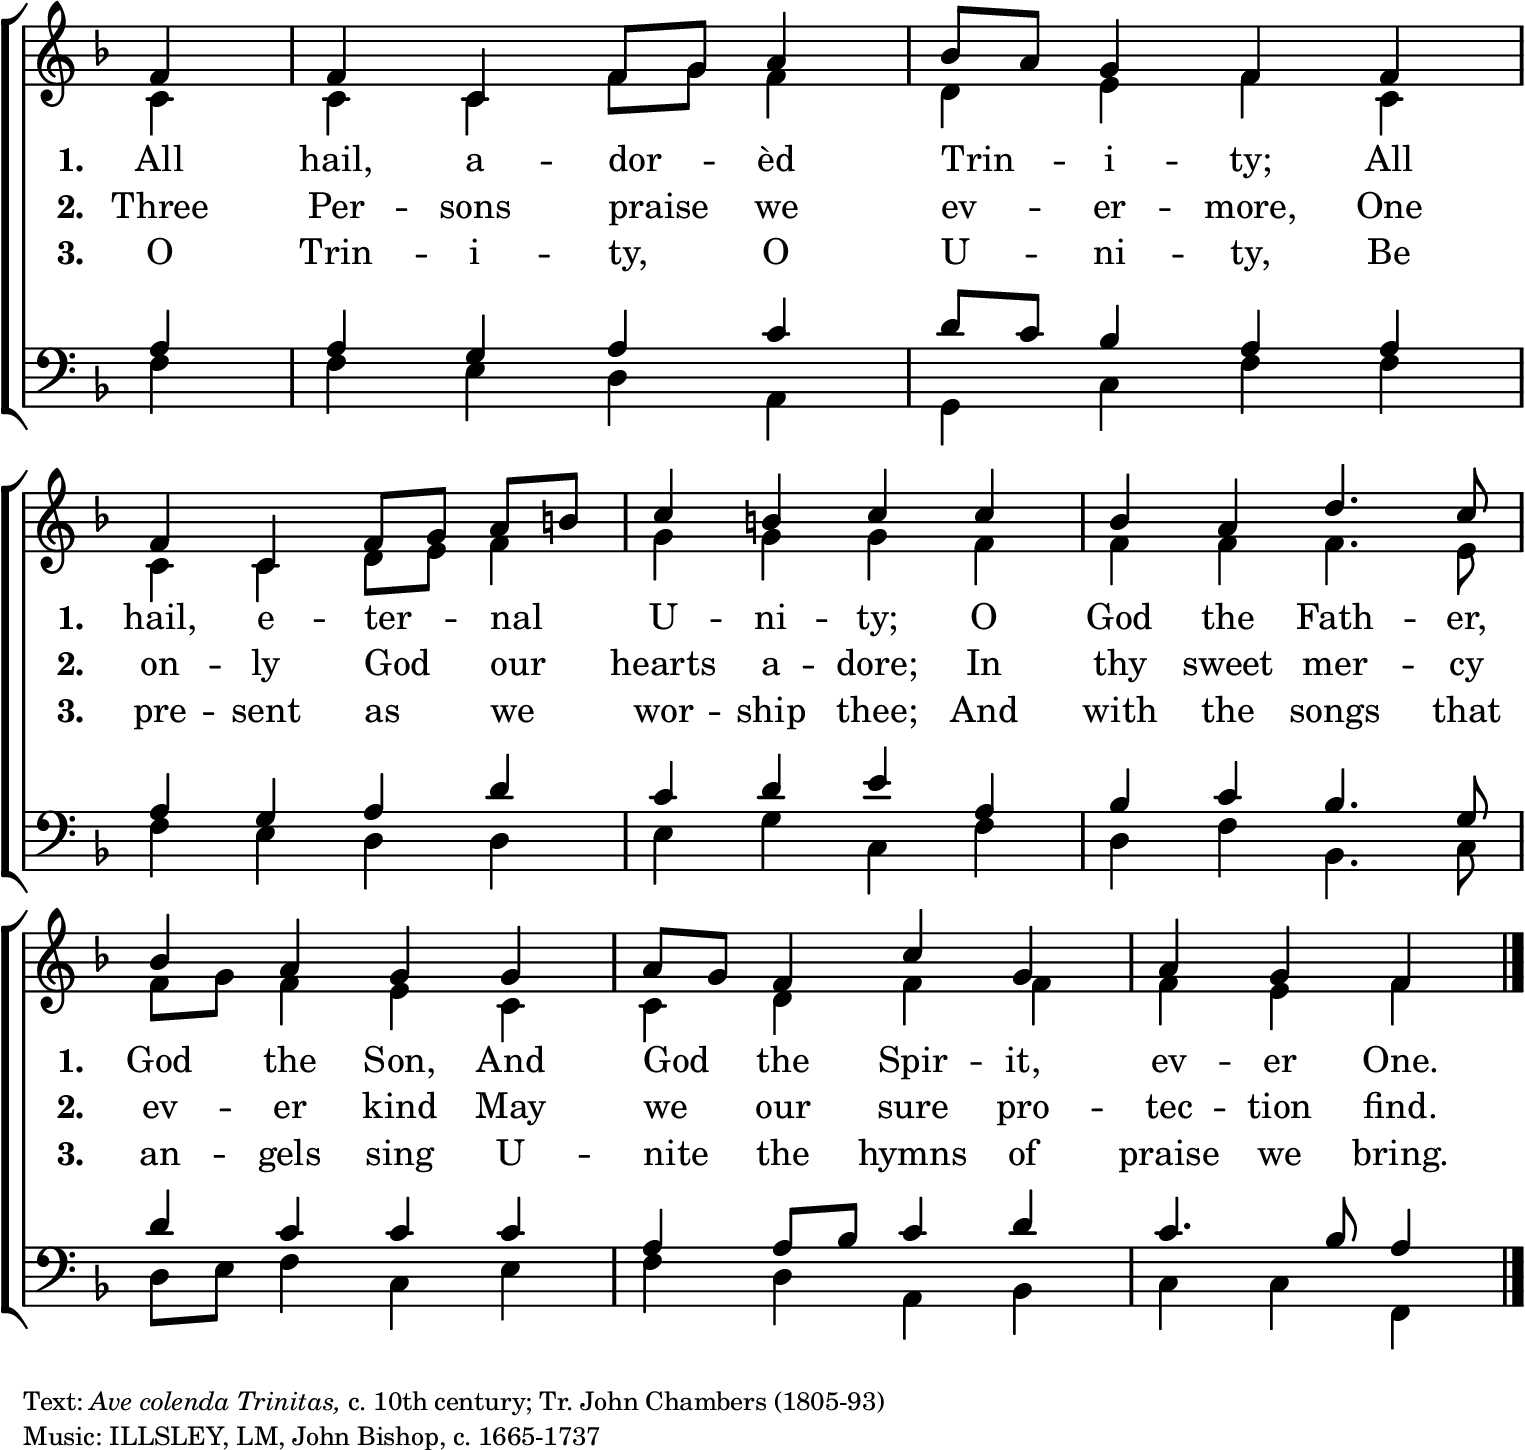 1. All hail, a -- dor -- èd Trin -- i -- ty; All
2. Three Per -- sons praise we ev -- er -- more, One
3. O Trin -- i -- ty, O U -- ni -- ty, Be
1. hail, e -- ter -- nal U -- ni -- ty; O God the Fath -- er,
2. on -- ly God our hearts a -- dore; In thy sweet mer -- cy
3. pre -- sent as we wor -- ship thee; And with the songs that
1. God the Son, And God the Spir -- it, ev -- er One.
2. ev -- er kind May we our sure pro -- tec -- tion find.
3. an -- gels sing U -- nite the hymns of praise we bring.
Text: Ave colenda Trinitas, c. 10th century; Tr. John Chambers (1805-93)
Music: ILLSLEY, LM, John Bishop, c. 1665-1737